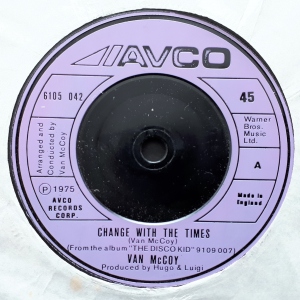 AVCO
6105 042
45
Arranged and
Conducted by
Van McCoy
Warner
Bros.
Music
Ltd.
A
℗ 1975
AVCO
RECORDS
CORP.
Made in
England
CHANGE WITH THE TIMES
(Van McCoy)
(From the album "THE DISCO KID" 9109 007)
VAN McCOY
Produced by Hugo & Luigi